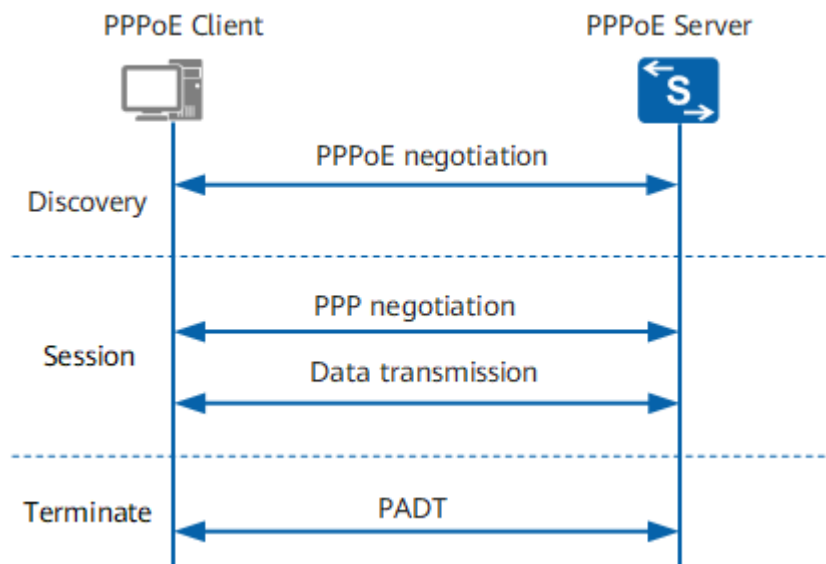 PPPoE Client
PPPoE Server
S
PPPoE negotiation
Discovery
PPP negotiation
Session
Data transmission
Terminate
PADT